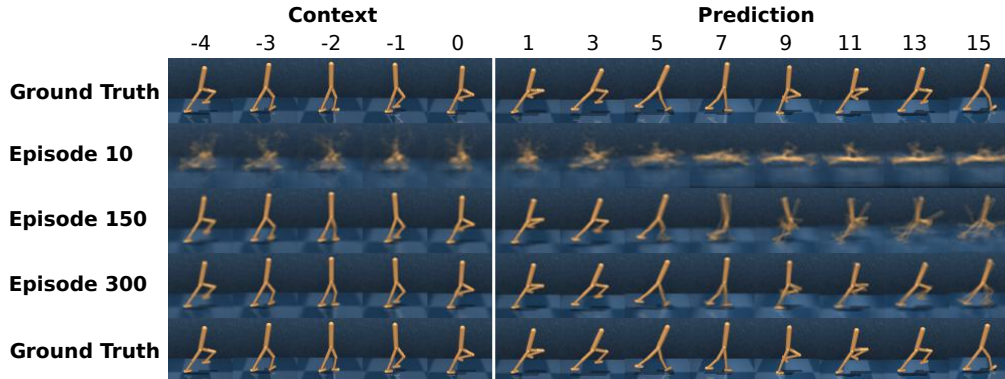 Context Prediction
-4 -3 -2 -1 0 1 3 5 7 9 11 13 15
Ground Truth
Episode 10
Episode 150
Episode 300
Ground Truth